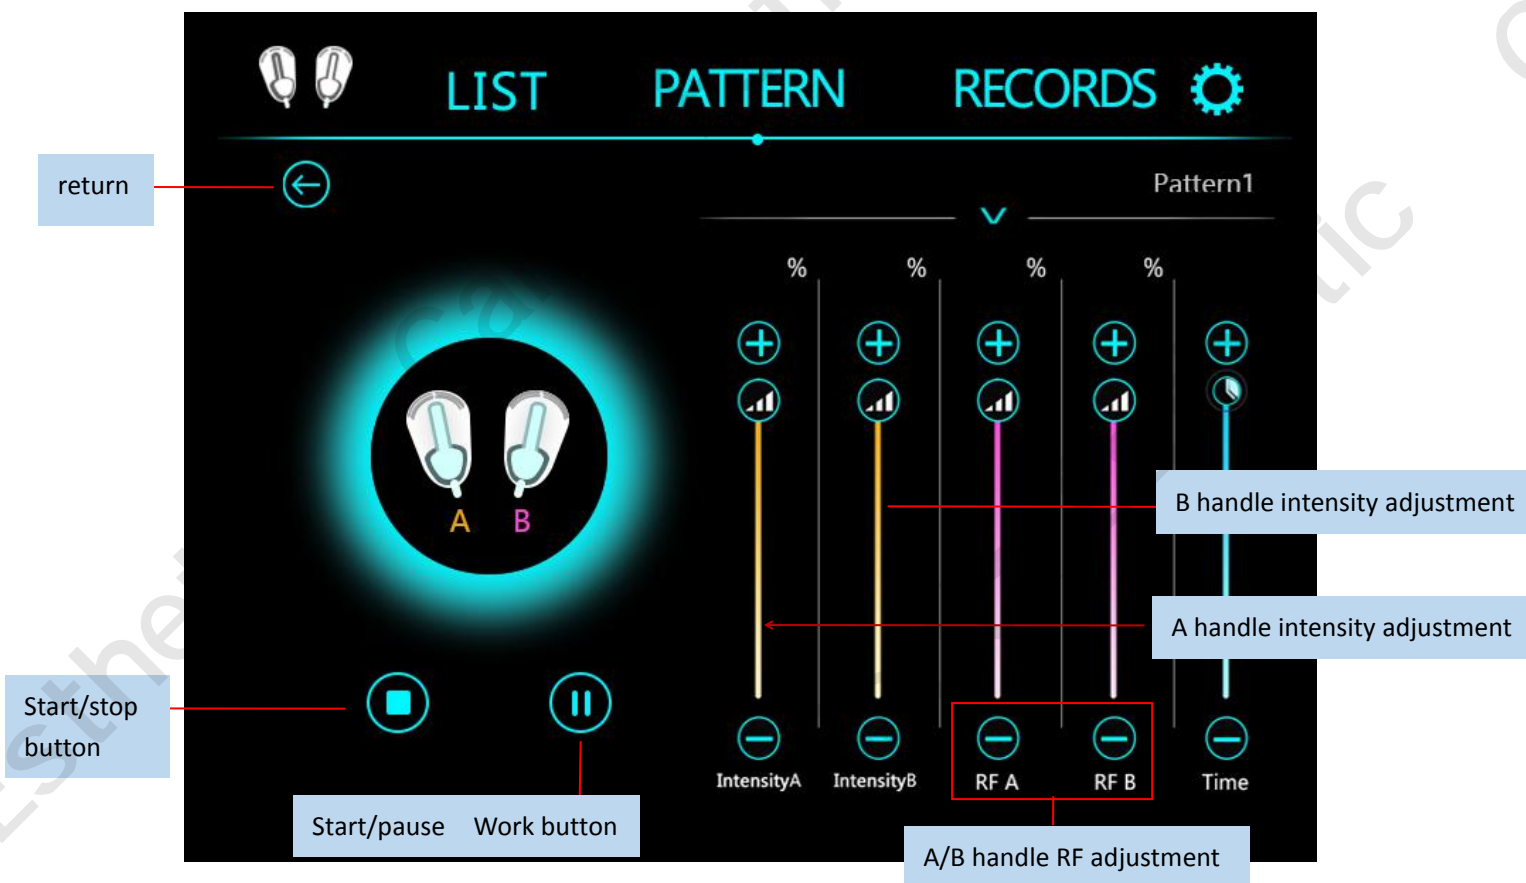 LIST PATTERN RECORDS
return
Pattern1
% % % %
A B
B handle intensity adjustment
A handle intensity adjustment
Start/stop
button
IntensityA IntensityB RF A RF B Time
Start/pause Work button
A/B handle RF adjustment